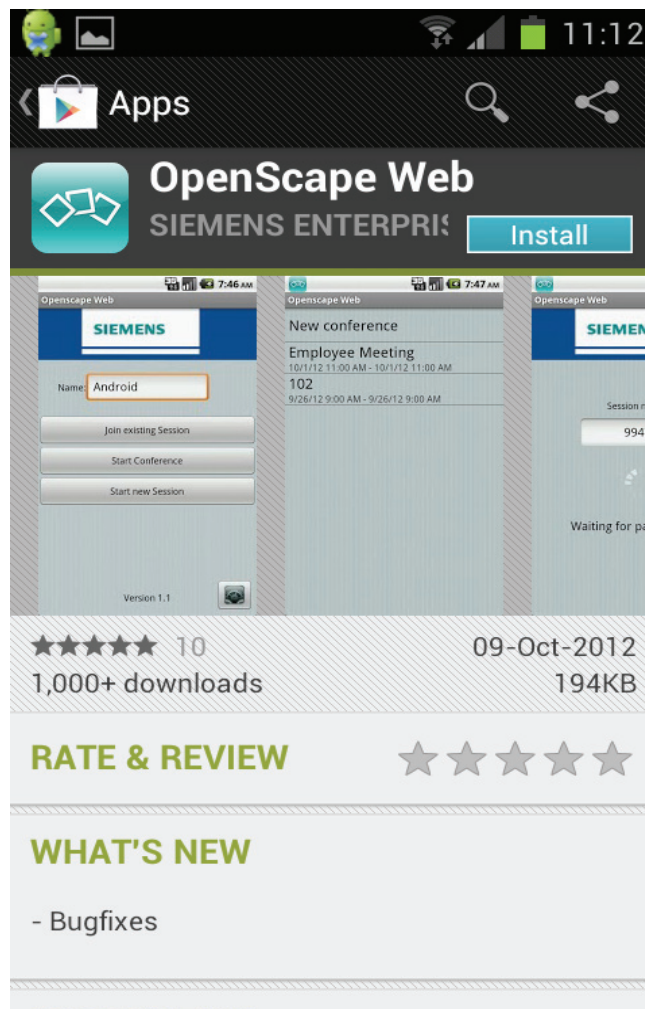 11:12
Apps
OpenScape Web
SIEMENS ENTERPRIS
Install
7:46 AM
Openscape Web
SIEMENS
Name: Android
Join existing Session
Start Conference
Start new Session
Version 1.1
7:47 AM
Openscape Web
New conference
Employee Meeting
10/1/12 11:00 AM - 10/1/12 11:00 AM
102
9/26/12 9:00 AM - 9/26/12 9:00 AM
Openscape Web
SIEMEN
Session
994
Waiting for pa
10
09-Oct-2012
1,000+ downloads
194KB
RATE & REVIEW
WHAT'S NEW
- Bugfixes